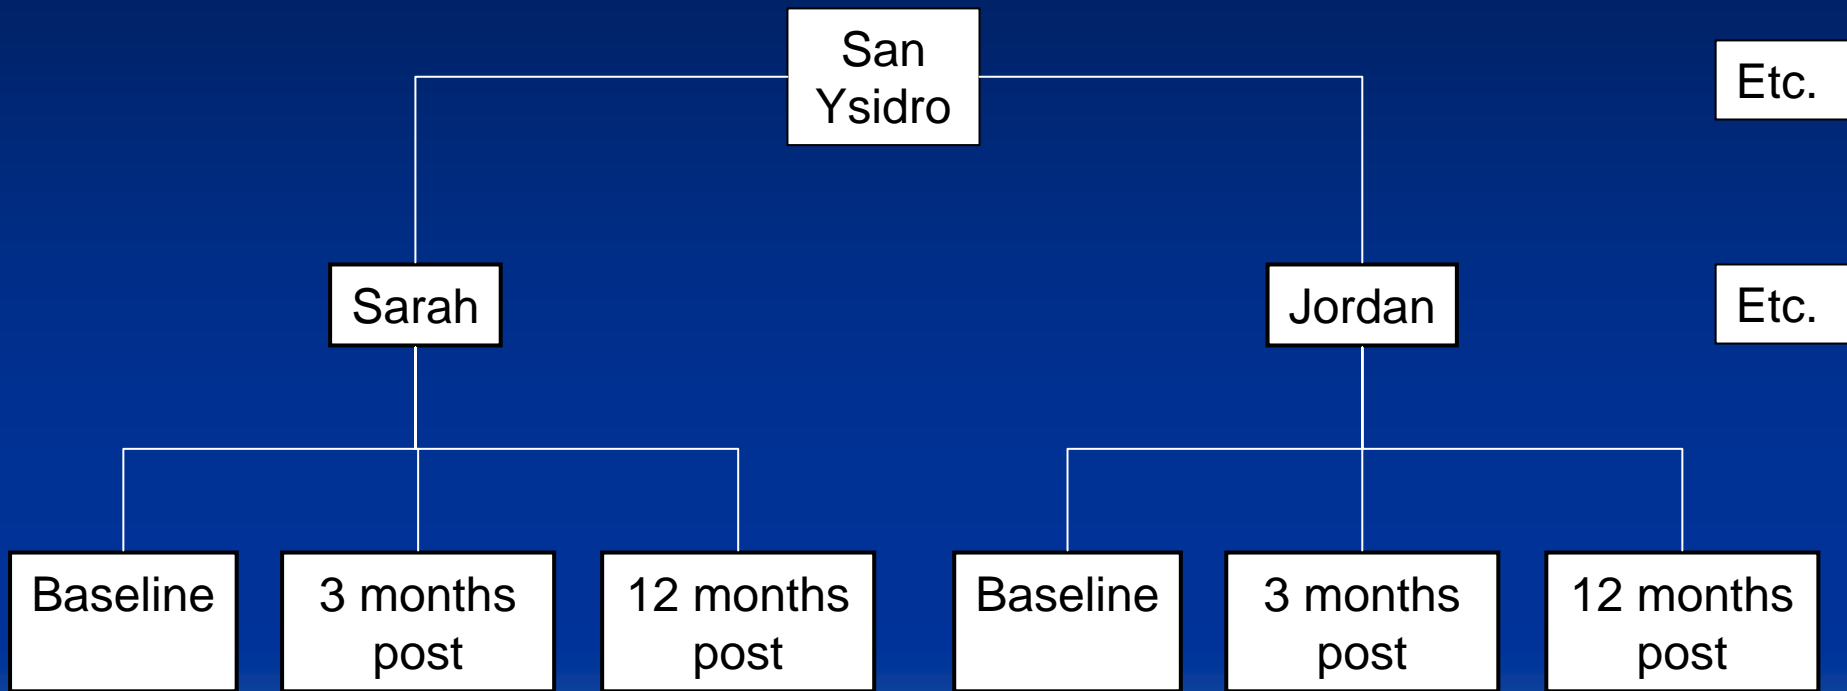 San
Ysidro
Etc.
Sarah
Jordan
Etc.
Baseline
3 months
post
12 months
post
Baseline
3 months
post
12 months
post